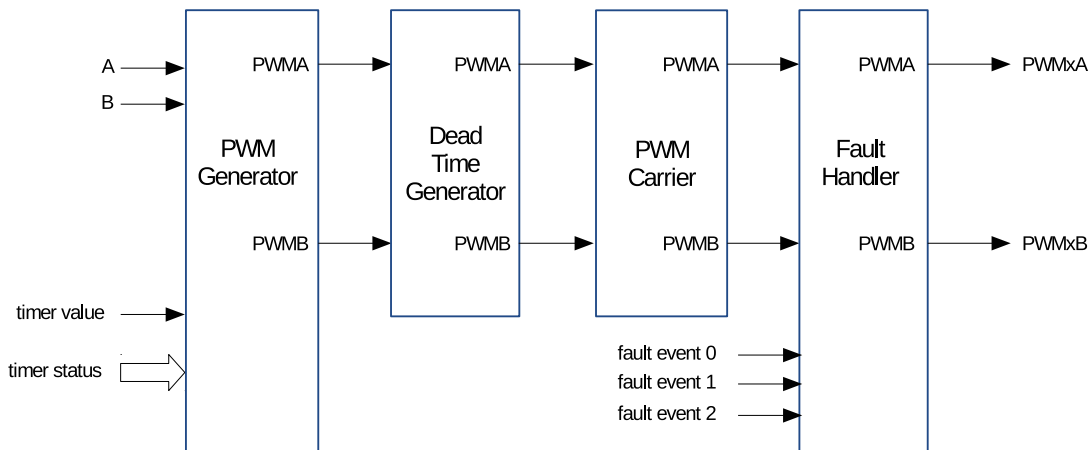 A
B
PWMA
PWM
Generator
PWMB
timer value
timer status
PWMA
Dead
Time
Generator
PWMB
PWMA
PWM
Carrier
PWMB
PWMA
Fault
Handler
PWMB
fault event 0
fault event 1
fault event 2
PWMxA
PWMxB